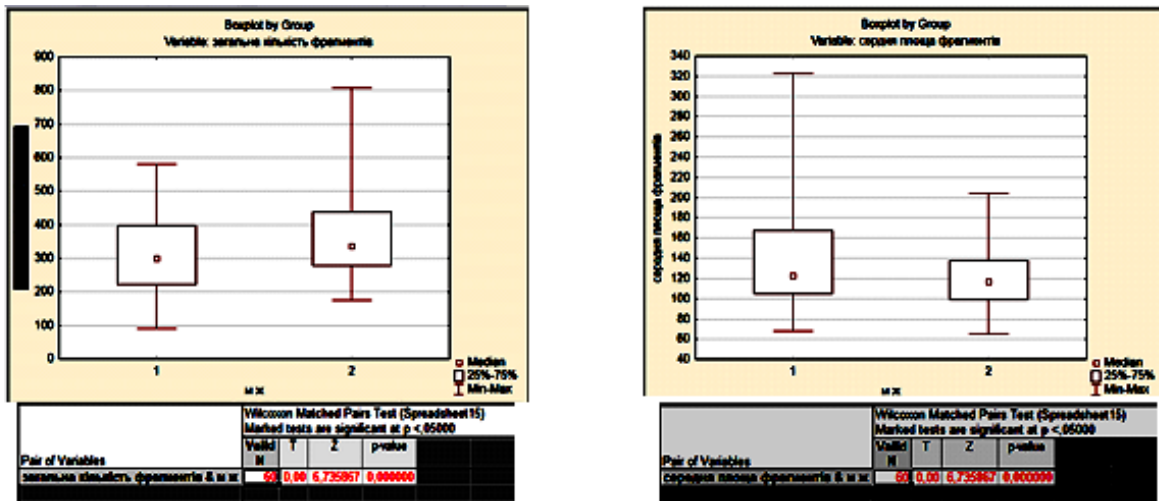 Boxplot by Group
Variable: загальна кількість фрагментів
900
800
700
600
500
400
300
200
100
0
1
2
м ж
Median
25%-75%
Min-Max
Wilcoxon Matched Pairs Test (Spreadsheet15)
Marked tests are significant at p <,05000
Pair of Variables
Valid N
T
Z
p-value
загальна кількість фрагментів & м ж
60
0,00
6,735967
0,000000
Boxplot by Group
Variable: сердня площа фрагментів
середня площа фрагментів
340
320
300
280
260
240
220
200
180
160
140
120
100
80
60
40
1
2
м ж
Median
25%-75%
Min-Max
Wilcoxon Matched Pairs Test (Spreadsheet15)
Marked tests are significant at p <,05000
Pair of Variables
Valid N
T
Z
p-value
середня площа фрагментів & м ж
60
0,00
6,735967
0,000000